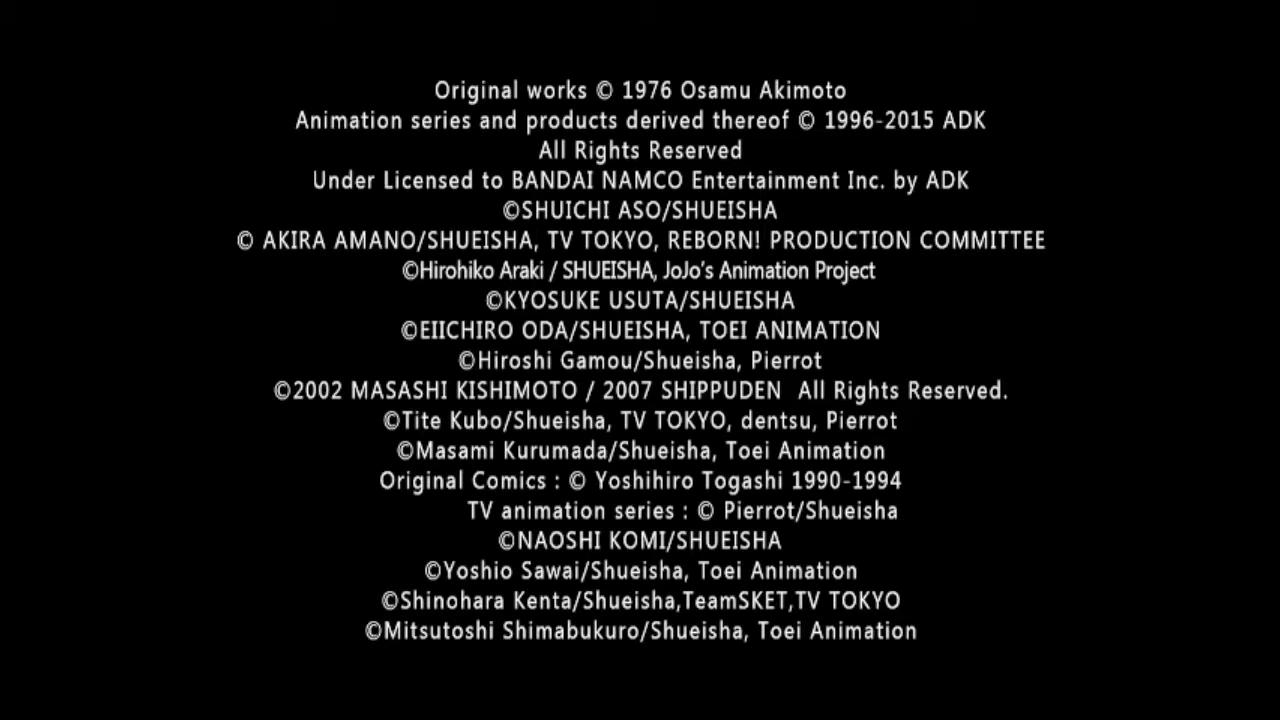 Original works © 1976 Osamu Akimoto
Animation series and products derived thereof © 1996-2015 ADK
All Rights Reserved
Under Licensed to BANDAI NAMCO Entertainment Inc. by ADK
©SHUICHI ASO/SHUEISHA
© AKIRA AMANO/SHUEISHA, TV TOKYO, REBORN! PRODUCTION COMMITTEE
©Hirohiko Araki / SHUEISHA, JoJo’s Animation Project
©KYOSUKE USUTA/SHUEISHA
©EIICHIRO ODA/SHUEISHA, TOEI ANIMATION
©Hiroshi Gamou/Shueisha, Pierrot
©2002 MASASHI KISHIMOTO / 2007 SHIPPUDEN  All Rights Reserved.
©Tite Kubo/Shueisha, TV TOKYO, dentsu, Pierrot
©Masami Kurumada/Shueisha, Toei Animation
Original Comics : © Yoshihiro Togashi 1990-1994
TV animation series : © Pierrot/Shueisha
©NAOSHI KOMI/SHUEISHA
©Yoshio Sawai/Shueisha, Toei Animation
©Shinohara Kenta/Shueisha,TeamSKET,TV TOKYO
©Mitsutoshi Shimabukuro/Shueisha, Toei Animation